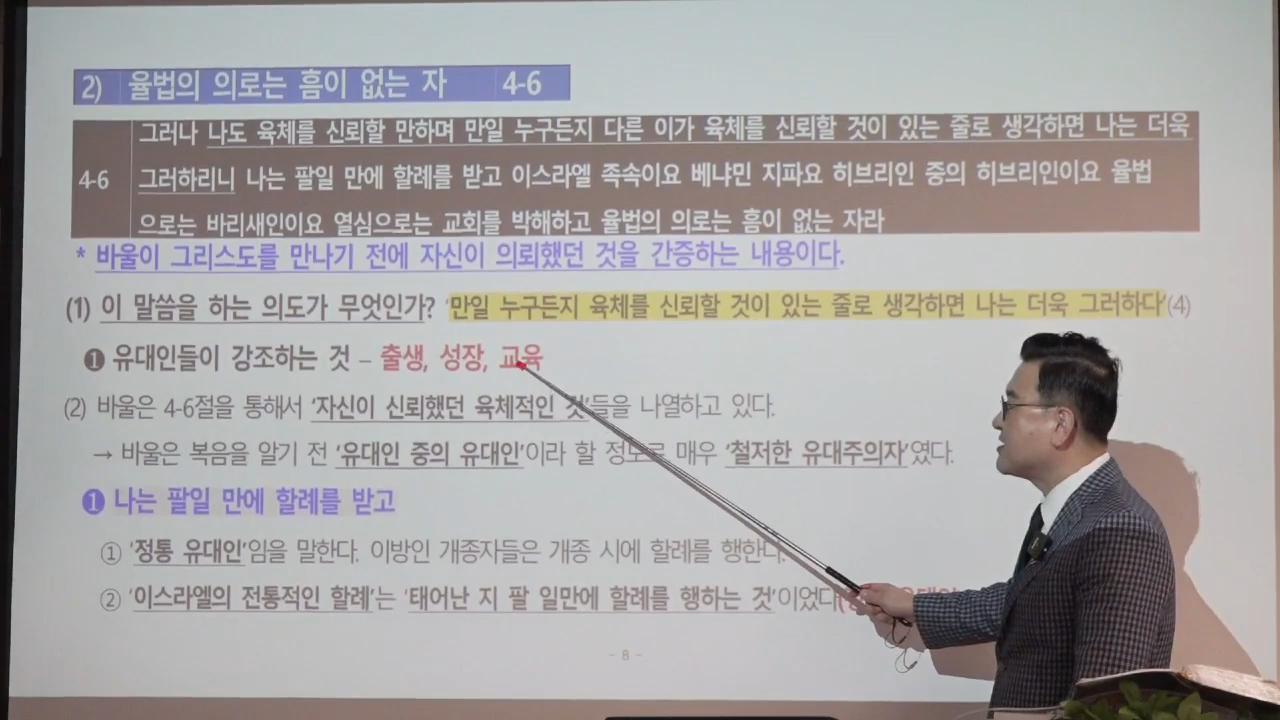 2) 율법의 의로는 흠이 없는 자 4-6
그러나 나도 육체를 신뢰할 만하며 만일 누구든지 다른 이가 육체를 신뢰할 것이 있는 줄로 생각하면 나는 더욱
4-6 그러하리니 나는 팔일 만에 할례를 받고 이스라엘 족속이요 베냐민 지파요 히브리인 중의 히브리인이요 율법
으로는 바리새인이요 열심으로는 교회를 박해하고 율법의 의로는 흠이 없는 자라
* 바울이 그리스도를 만나기 전에 자신이 의뢰했던 것을 간증하는 내용이다.
(1) 이 말씀을 하는 의도가 무엇인가? '만일 누구든지 육체를 신뢰할 것이 있는 줄로 생각하면 나는 더욱 그러하다'(4)
❶ 유대인들이 강조하는 것 – 출생, 성장, 교육
(2) 바울은 4-6절을 통해서 '자신이 신뢰했던 육체적인 것'들을 나열하고 있다.
→ 바울은 복음을 알기 전 '유대인 중의 유대인'이라 할 정도로 매우 '철저한 유대주의자'였다.
❶ 나는 팔일 만에 할례를 받고
① '정통 유대인'임을 말한다. 이방인 개종자들은 개종 시에 할례를 행한다.
② '이스라엘의 전통적인 할례'는 '태어난 지 팔 일만에 할례를 행하는 것'이었다
- 8 -